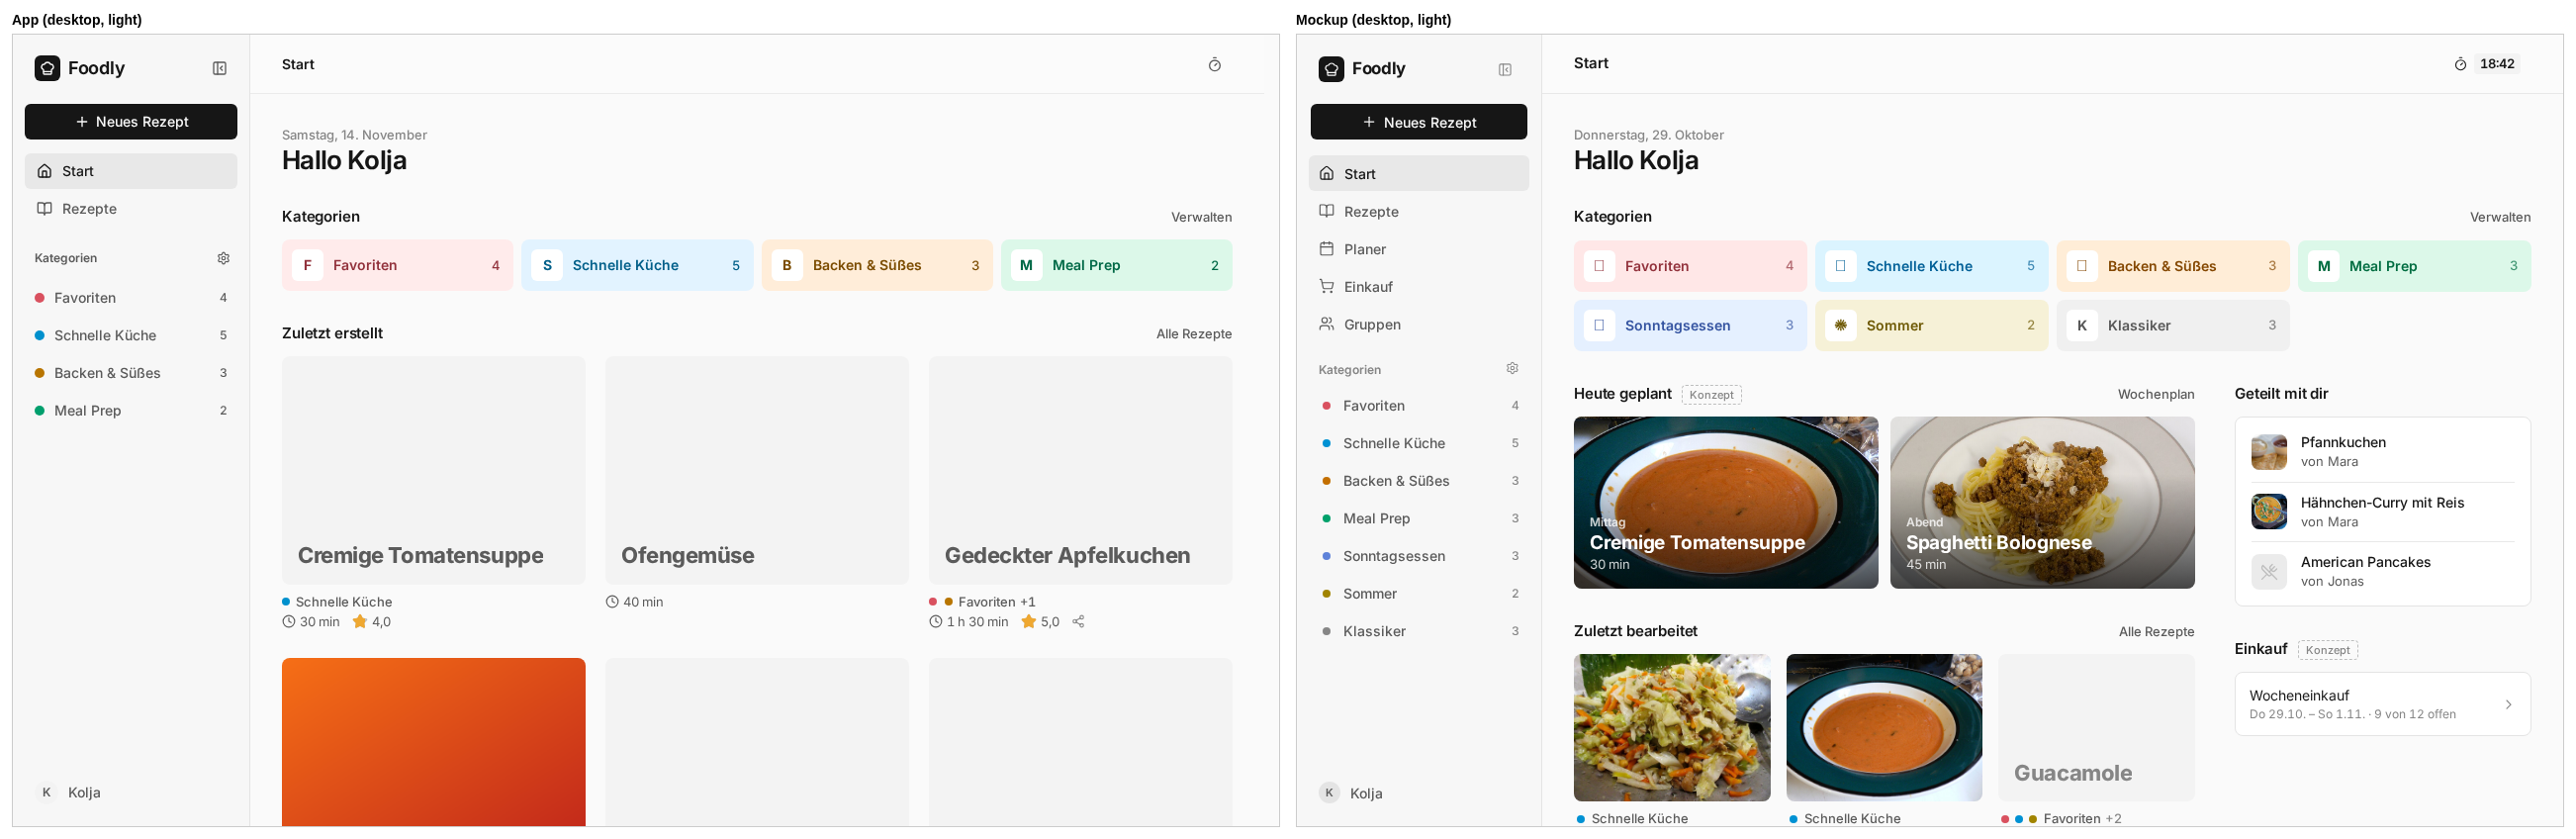 App (desktop, light)
Foodly
Start
Neues Rezept
Start
Rezepte
Kategorien
Favoriten 4
Schnelle Küche 5
Backen & Süßes 3
Meal Prep 2
K Kolja
Samstag, 14. November
Hallo Kolja
Kategorien Verwalten
F Favoriten 4
S Schnelle Küche 5
B Backen & Süßes 3
M Meal Prep 2
Zuletzt erstellt Alle Rezepte
Cremige Tomatensuppe
Schnelle Küche
30 min 4,0
Ofengemüse
40 min
Gedeckter Apfelkuchen
Favoriten +1
1 h 30 min 5,0
Mockup (desktop, light)
Foodly
Start 18:42
Neues Rezept
Start
Rezepte
Planer
Einkauf
Gruppen
Kategorien
Favoriten 4
Schnelle Küche 5
Backen & Süßes 3
Meal Prep 3
Sonntagsessen 3
Sommer 2
Klassiker 3
K Kolja
Donnerstag, 29. Oktober
Hallo Kolja
Kategorien Verwalten
Favoriten 4
Schnelle Küche 5
Backen & Süßes 3
M Meal Prep 3
Sonntagsessen 3
Sommer 2
K Klassiker 3
Heute geplant Konzept Wochenplan
Mittag
Cremige Tomatensuppe
30 min
Abend
Spaghetti Bolognese
45 min
Zuletzt bearbeitet Alle Rezepte
Schnelle Küche
Schnelle Küche
Guacamole
Favoriten +2
Geteilt mit dir
Pfannkuchen
von Mara
Hähnchen-Curry mit Reis
von Mara
American Pancakes
von Jonas
Einkauf Konzept
Wocheneinkauf
Do 29.10. – So 1.11. · 9 von 12 offen